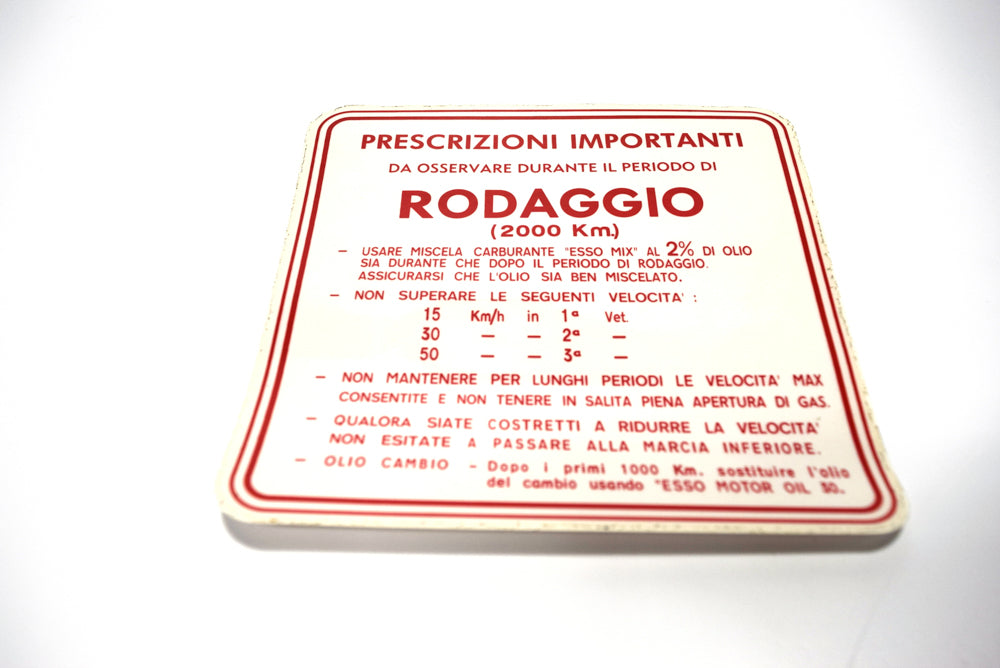 PRESCRIZIONI IMPORTANTI
DA OSSERVARE DURANTE IL PERIODO DI
RODAGGIO
(2000 Km.)
– USARE MISCELA CARBURANTE "ESSO MIX" AL 2% DI OLIO
SIA DURANTE CHE DOPO IL PERIODO DI RODAGGIO.
ASSICURARSI CHE L'OLIO SIA BEN MISCELATO.
– NON SUPERARE LE SEGUENTI VELOCITA' :
15 Km/h in 1ª Vet.
30 – – 2ª –
50 – – 3ª –
– NON MANTENERE PER LUNGHI PERIODI LE VELOCITA' MAX
CONSENTITE E NON TENERE IN SALITA PIENA APERTURA DI GAS.
– QUALORA SIATE COSTRETTI A RIDURRE LA VELOCITA'
NON ESITATE A PASSARE ALLA MARCIA INFERIORE.
– OLIO CAMBIO – Dopo i primi 1000 Km. sostituire l'olio
del cambio usando "ESSO MOTOR OIL 30.